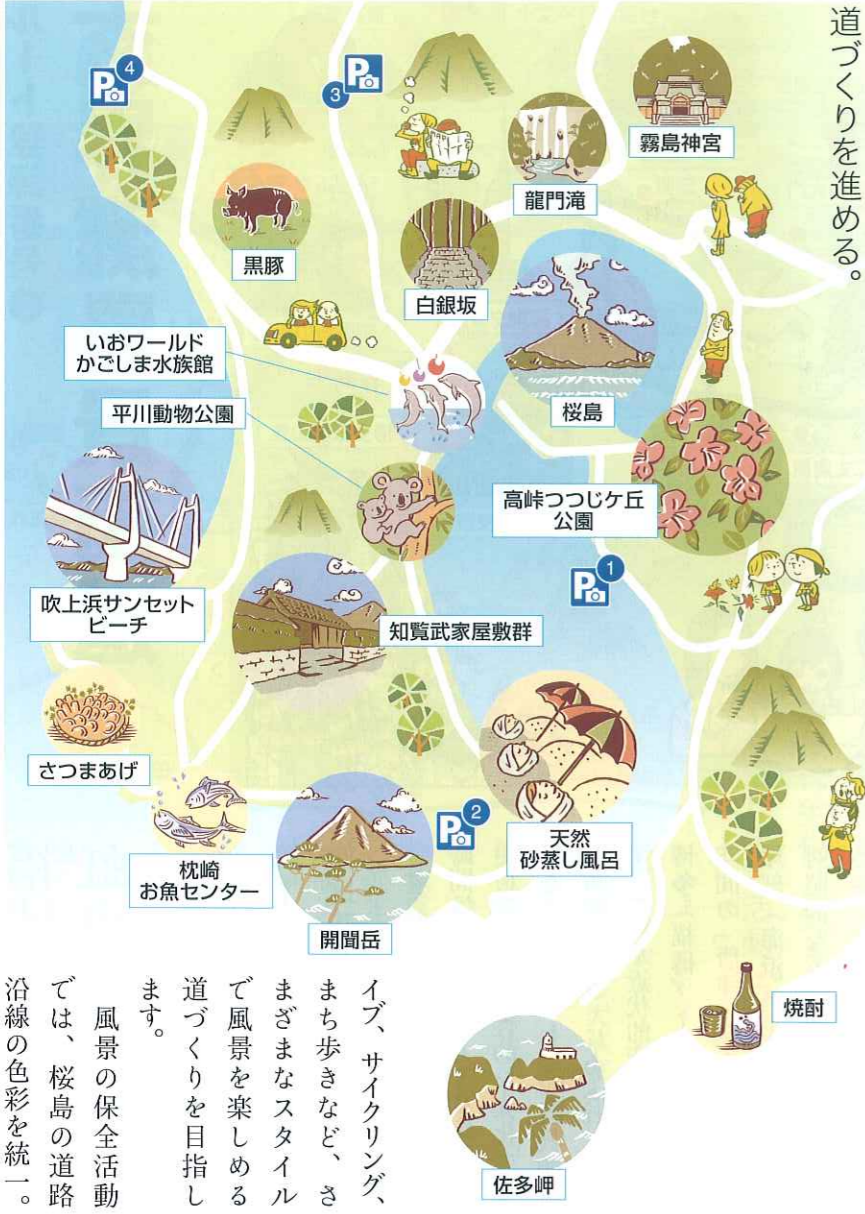 道づくりを進める。
P 4
3 P
霧島神宮
龍門滝
黒豚
白銀坂
いおワールド
かごしま水族館
桜島
平川動物公園
高峠つつじケ丘
公園
P 1
吹上浜サンセット
ビーチ
知覧武家屋敷群
さつまあげ
P 2
天然
砂蒸し風呂
枕崎
お魚センター
開聞岳
焼酎
佐多岬
イブ、サイクリング、
まち歩きなど、さ
まざまなスタイル
で風景を楽しめる
道づくりを目指し
ます。
風景の保全活動
では、桜島の道路
沿線の色彩を統一。